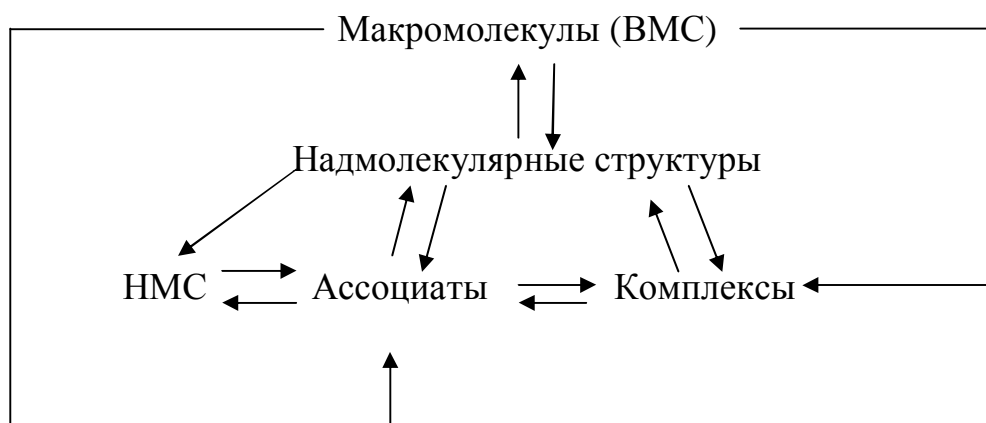 Макромолекулы (ВМС)
Надмолекулярные структуры
НМС Ассоциаты Комплексы